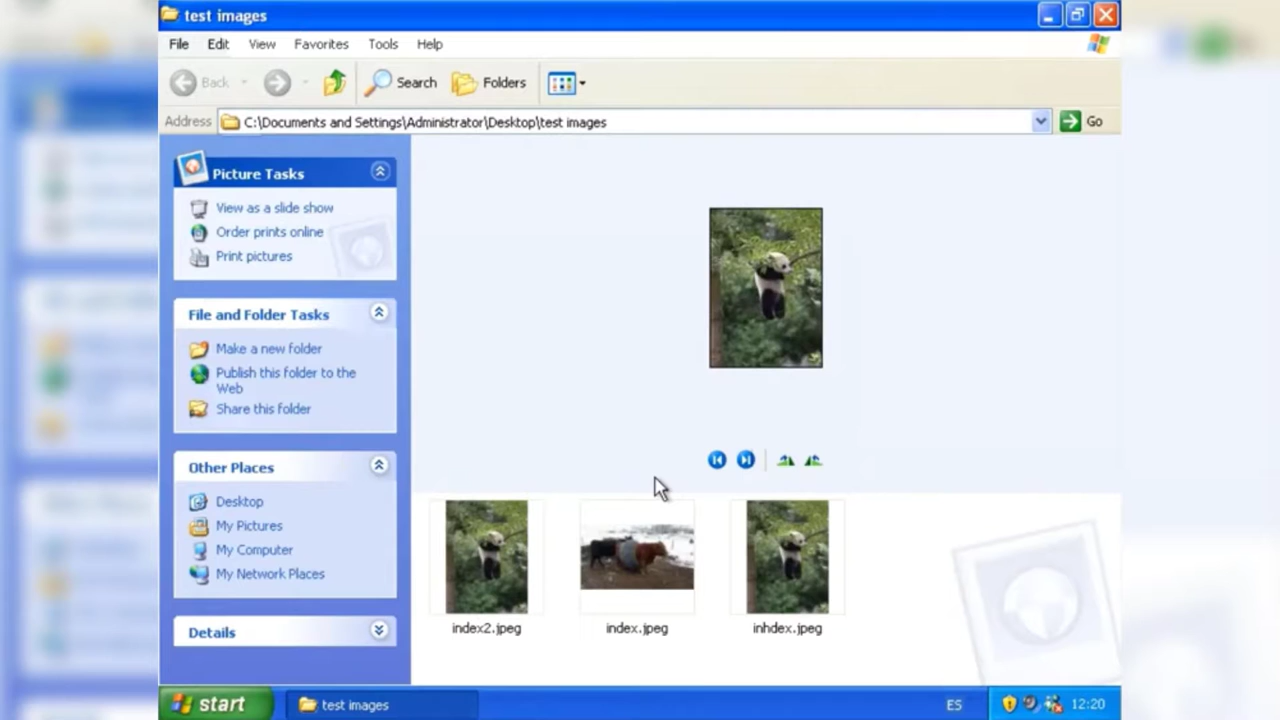 test images
File Edit View Favorites Tools Help
Back Search Folders
Address C:\Documents and Settings\Administrator\Desktop\test images Go
Picture Tasks
View as a slide show
Order prints online
Print pictures
File and Folder Tasks
Make a new folder
Publish this folder to the
Web
Share this folder
Other Places
Desktop
My Pictures
My Computer
My Network Places
Details
index2.jpeg index.jpeg inhdex.jpeg
start test images ES 12:20